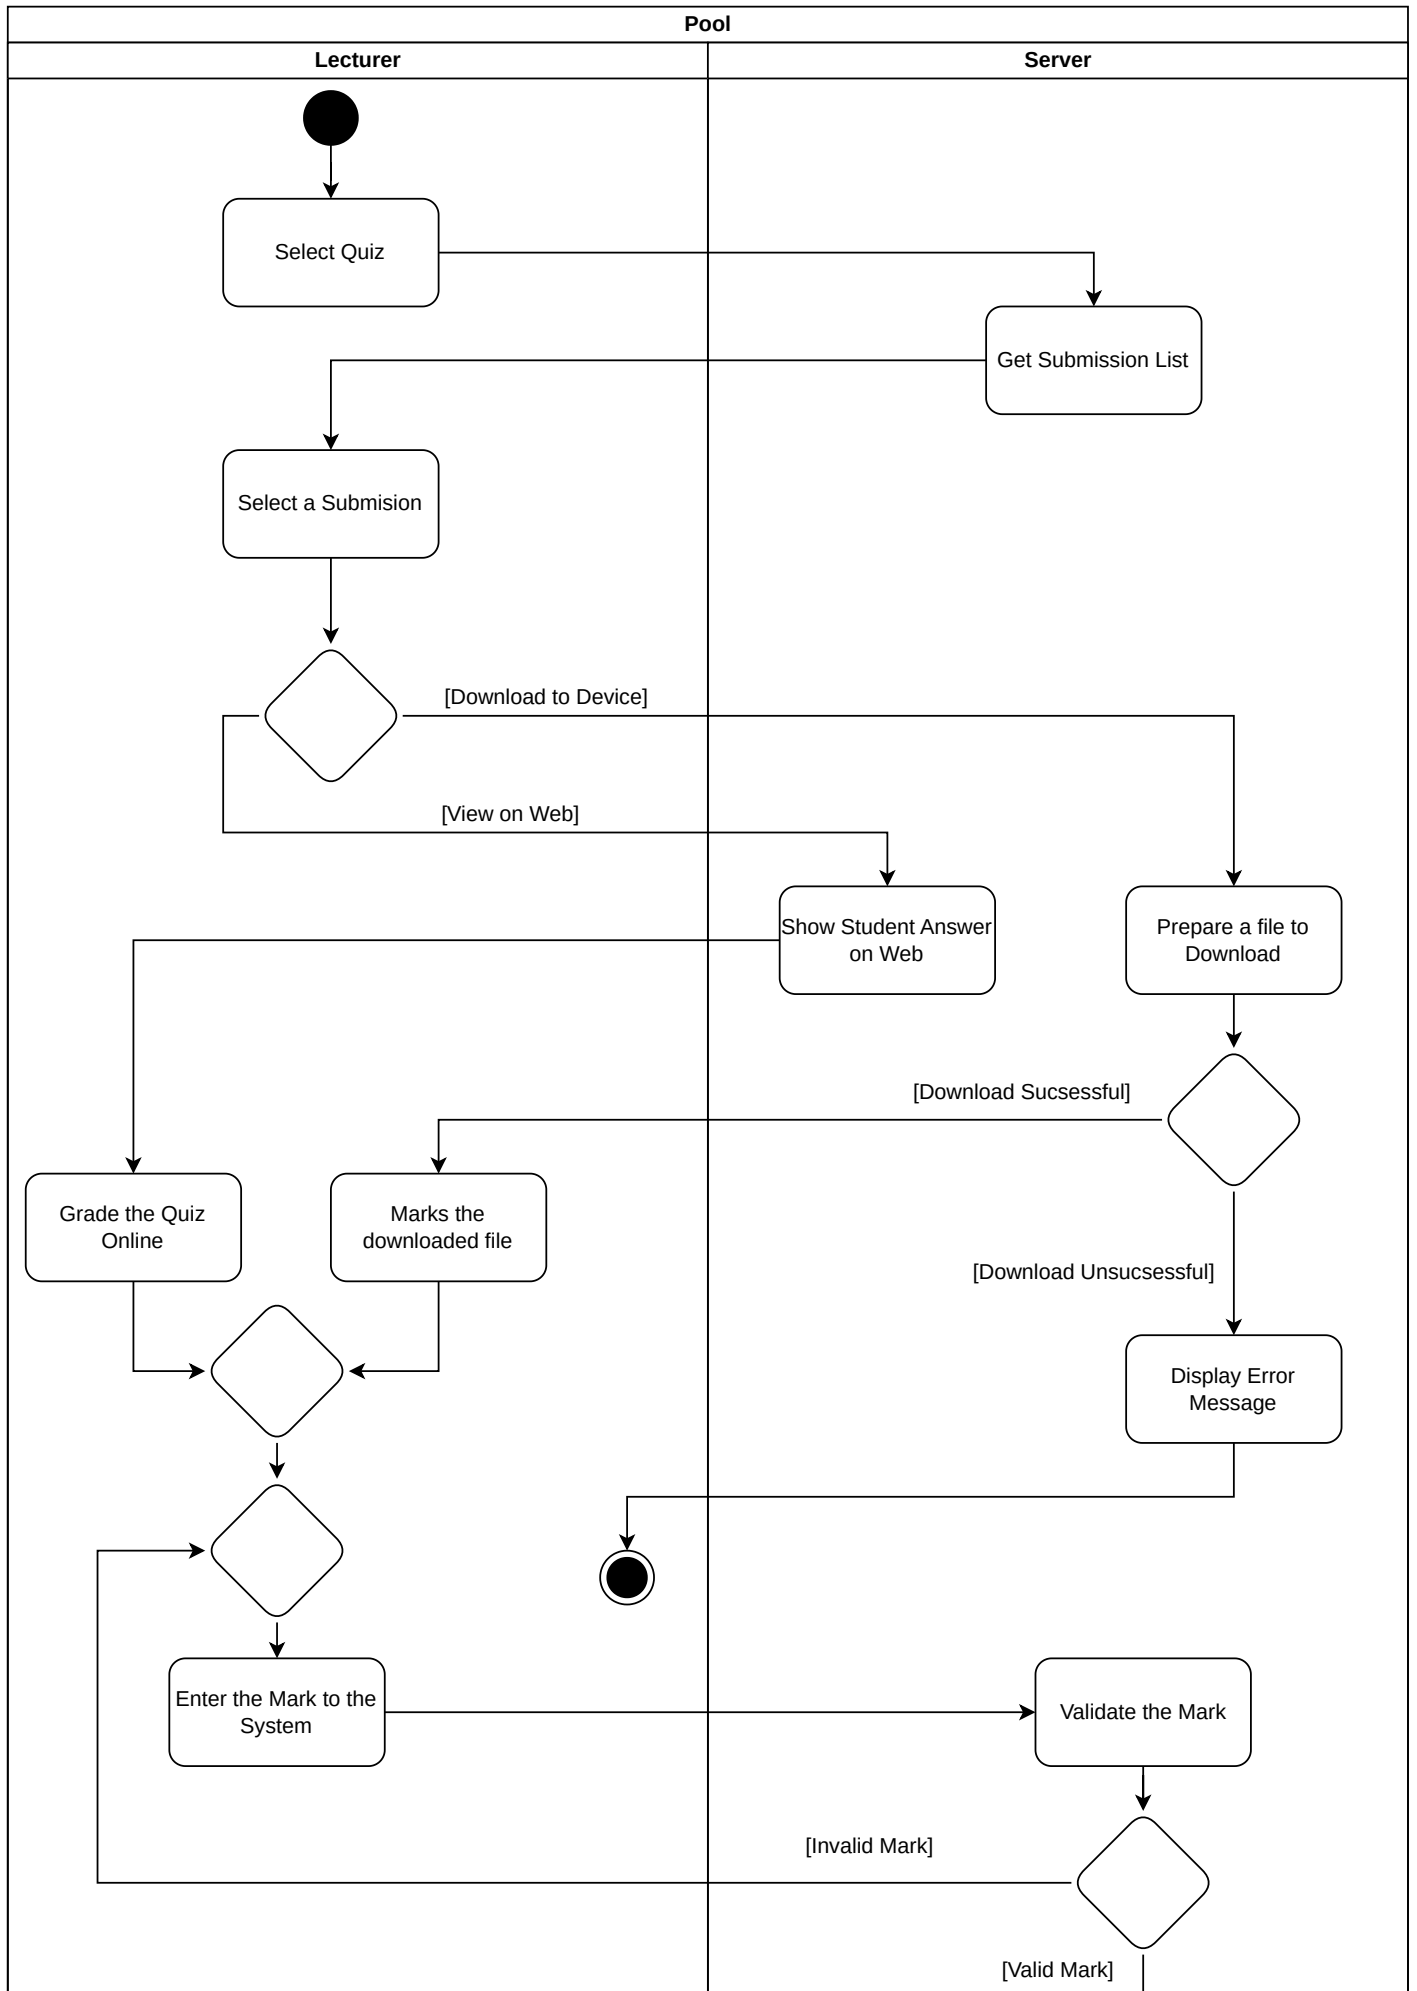 Pool
Lecturer
Server
Select Quiz
Get Submission List
Select a Submision
[Download to Device]
[View on Web]
Show Student Answer
on Web
Prepare a file to
Download
[Download Sucsessful]
Grade the Quiz
Online
Marks the
downloaded file
[Download Unsucsessful]
Display Error
Message
Enter the Mark to the
System
Validate the Mark
[Invalid Mark]
[Valid Mark]